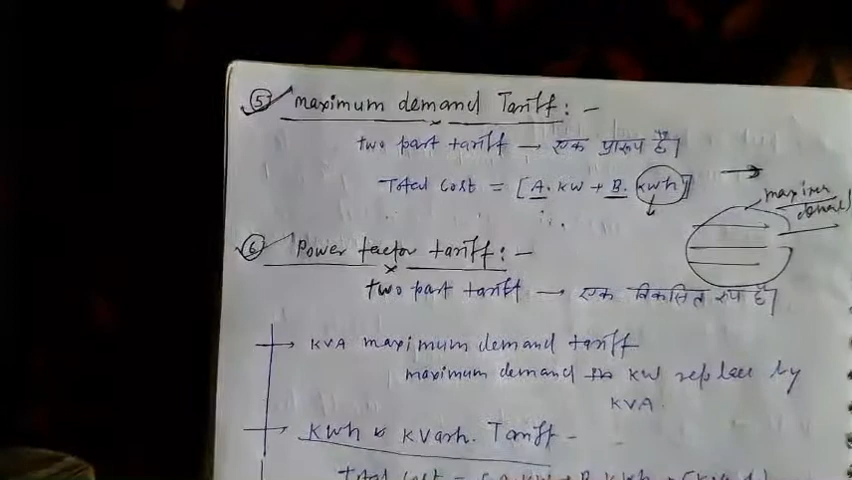 ⑤ maximum demand Tariff : -
two part tariff → एक प्रारूप है।
Total Cost = [A. KW + B. KWh]
maximum demand
⑥ Power factor tariff : -
two part tariff → एक विकसित रूप है।
→ KVA maximum demand tariff
maximum demand in KW replace by
KVA.
→ KWh & KVarh. Tariff -